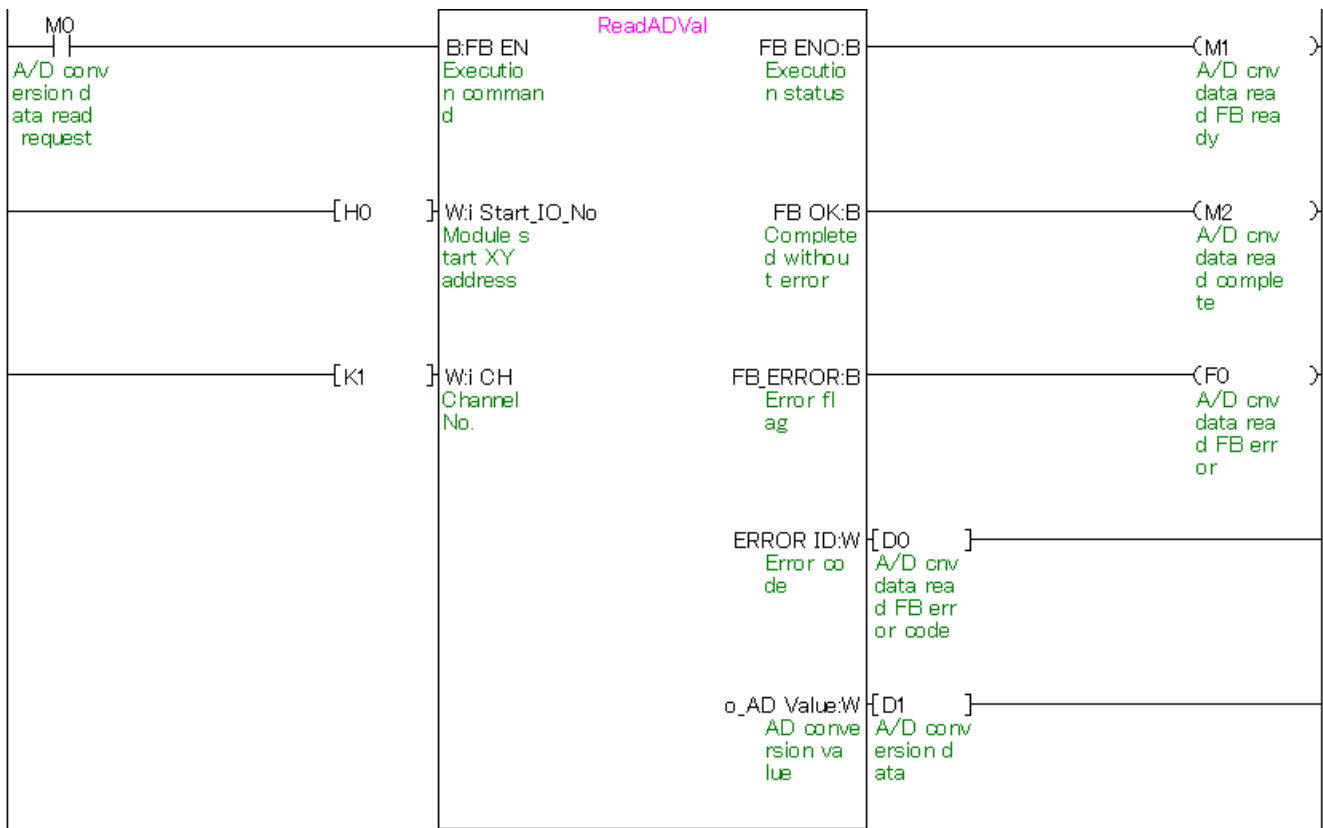 ReadADVal
M0
A/D conv
ersion d
ata read
request
B:FB EN
Executio
n comman
d
FB ENO:B
Executio
n status
(M1 )
A/D cnv
data rea
d FB rea
dy
[H0 ]
W:i Start_IO_No
Module s
tart XY
address
FB OK:B
Complete
d withou
t error
(M2 )
A/D cnv
data rea
d comple
te
[K1 ]
W:i CH
Channel
No.
FB_ERROR:B
Error fl
ag
(F0 )
A/D cnv
data rea
d FB err
or
ERROR ID:W
Error co
de
[D0 ]
A/D cnv
data rea
d FB err
or code
o_AD Value:W
AD conve
rsion va
lue
[D1 ]
A/D conv
ersion d
ata